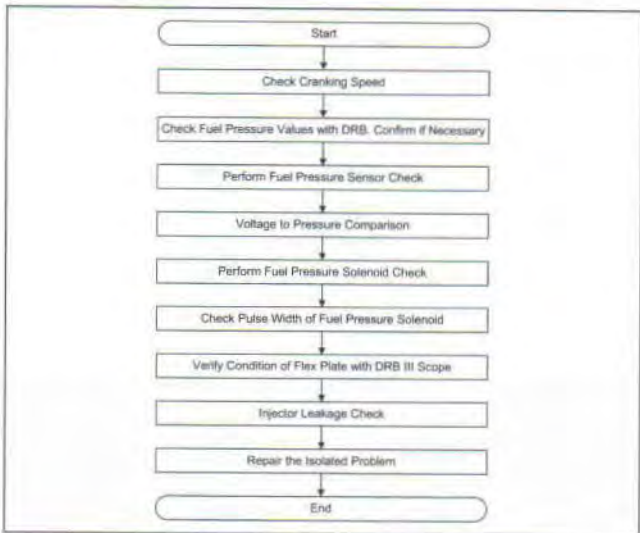 Start
Check Cranking Speed
Check Fuel Pressure Values with DRB. Confirm if Necessary
Perform Fuel Pressure Sensor Check
Voltage to Pressure Comparison
Perform Fuel Pressure Solenoid Check
Check Pulse Width of Fuel Pressure Solenoid
Verify Condition of Flex Plate with DRB III Scope
Injector Leakage Check
Repair the Isolated Problem
End